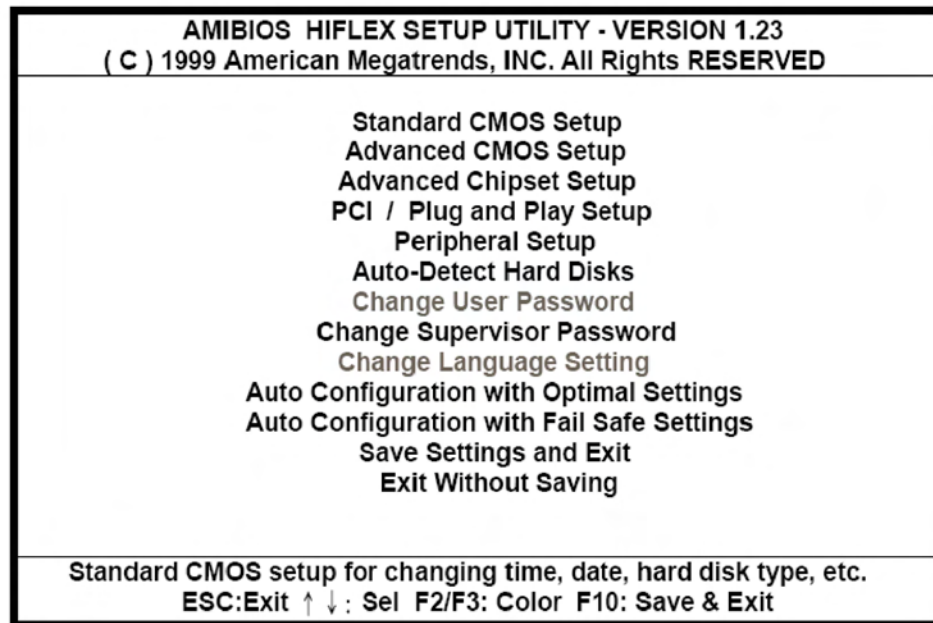 AMIBIOS HIFLEX SETUP UTILITY - VERSION 1.23
( C ) 1999 American Megatrends, INC. All Rights RESERVED
Standard CMOS Setup
Advanced CMOS Setup
Advanced Chipset Setup
PCI / Plug and Play Setup
Peripheral Setup
Auto-Detect Hard Disks
Change User Password
Change Supervisor Password
Change Language Setting
Auto Configuration with Optimal Settings
Auto Configuration with Fail Safe Settings
Save Settings and Exit
Exit Without Saving
Standard CMOS setup for changing time, date, hard disk type, etc.
ESC:Exit ↑ ↓ : Sel F2/F3: Color F10: Save & Exit